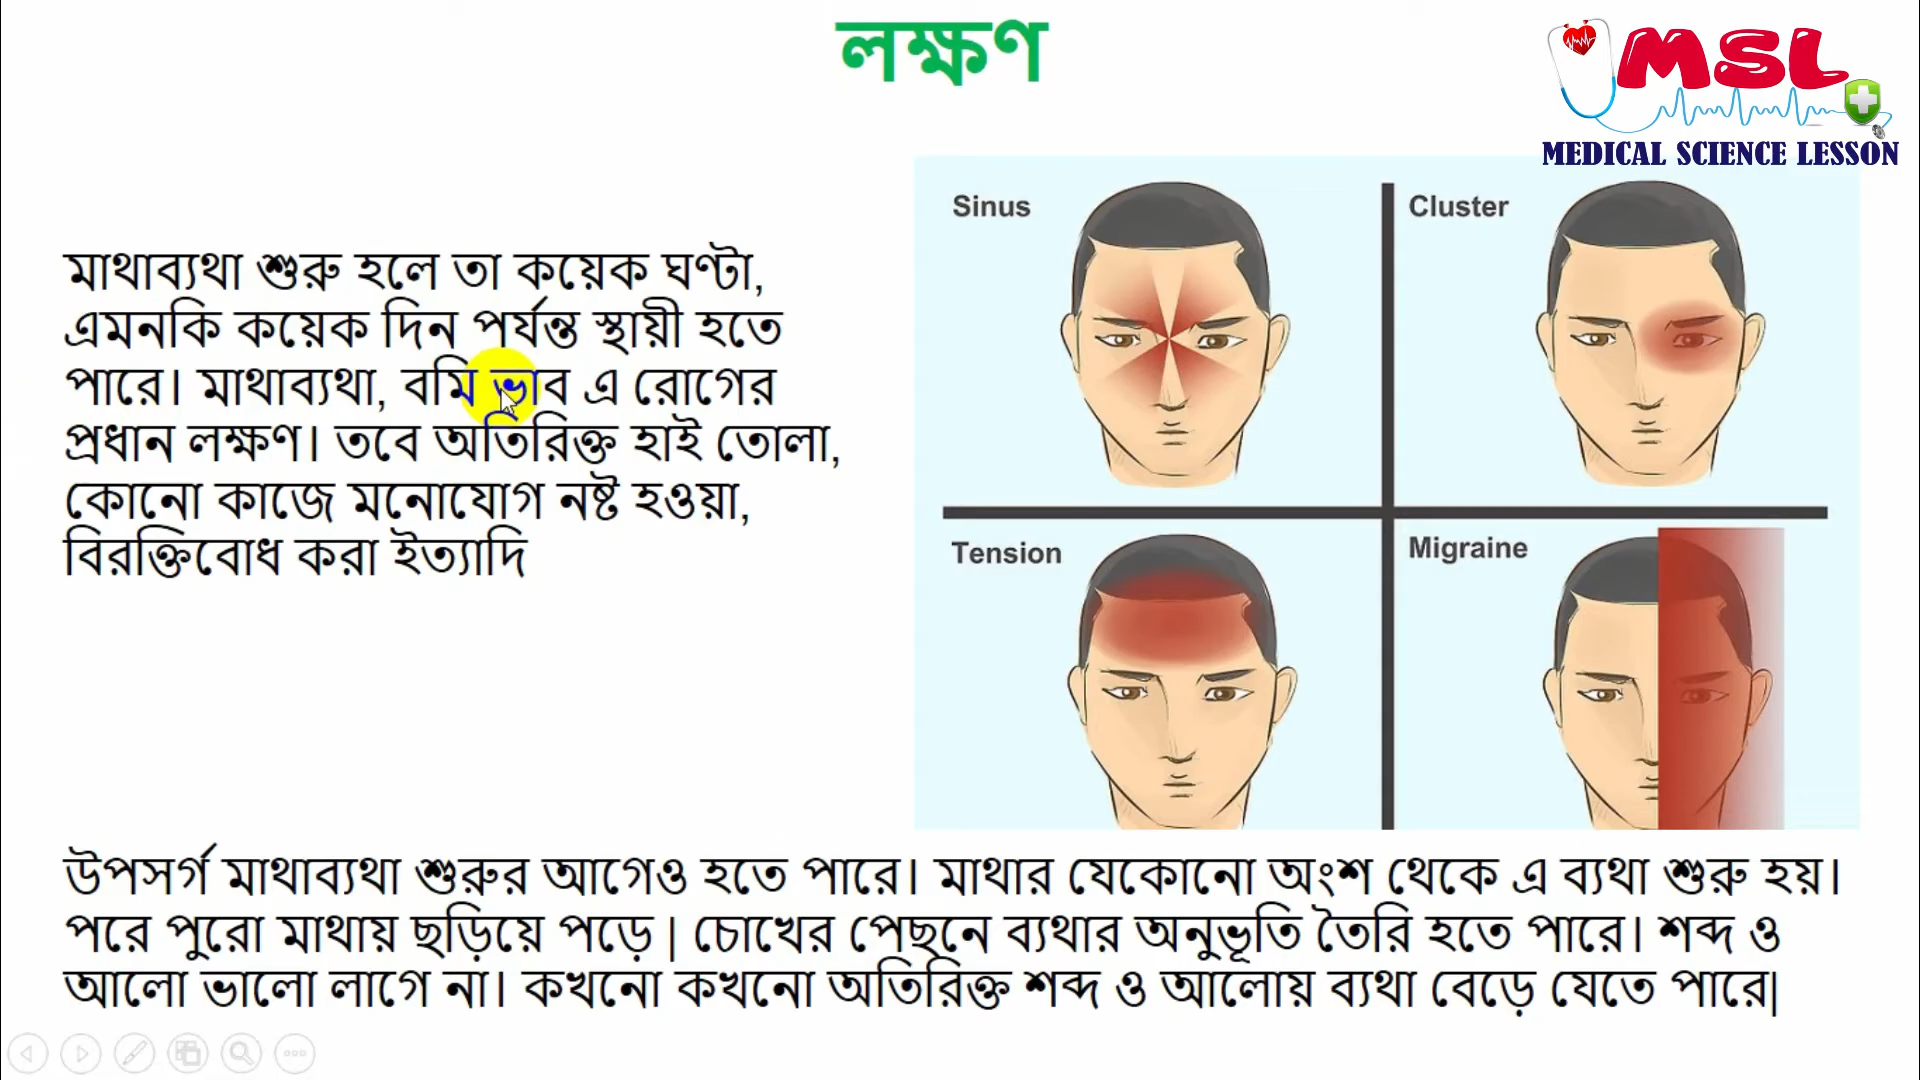 লক্ষণ
MSL
MEDICAL SCIENCE LESSON
মাথাব্যথা শুরু হলে তা কয়েক ঘণ্টা,
এমনকি কয়েক দিন পর্যন্ত স্থায়ী হতে
পারে। মাথাব্যথা, বমি ভাব এ রোগের
প্রধান লক্ষণ। তবে অতিরিক্ত হাই তোলা,
কোনো কাজে মনোযোগ নষ্ট হওয়া,
বিরক্তিবোধ করা ইত্যাদি
Sinus
Cluster
Tension
Migraine
উপসর্গ মাথাব্যথা শুরুর আগেও হতে পারে। মাথার যেকোনো অংশ থেকে এ ব্যথা শুরু হয়।
পরে পুরো মাথায় ছড়িয়ে পড়ে | চোখের পেছনে ব্যথার অনুভূতি তৈরি হতে পারে। শব্দ ও
আলো ভালো লাগে না। কখনো কখনো অতিরিক্ত শব্দ ও আলোয় ব্যথা বেড়ে যেতে পারে|